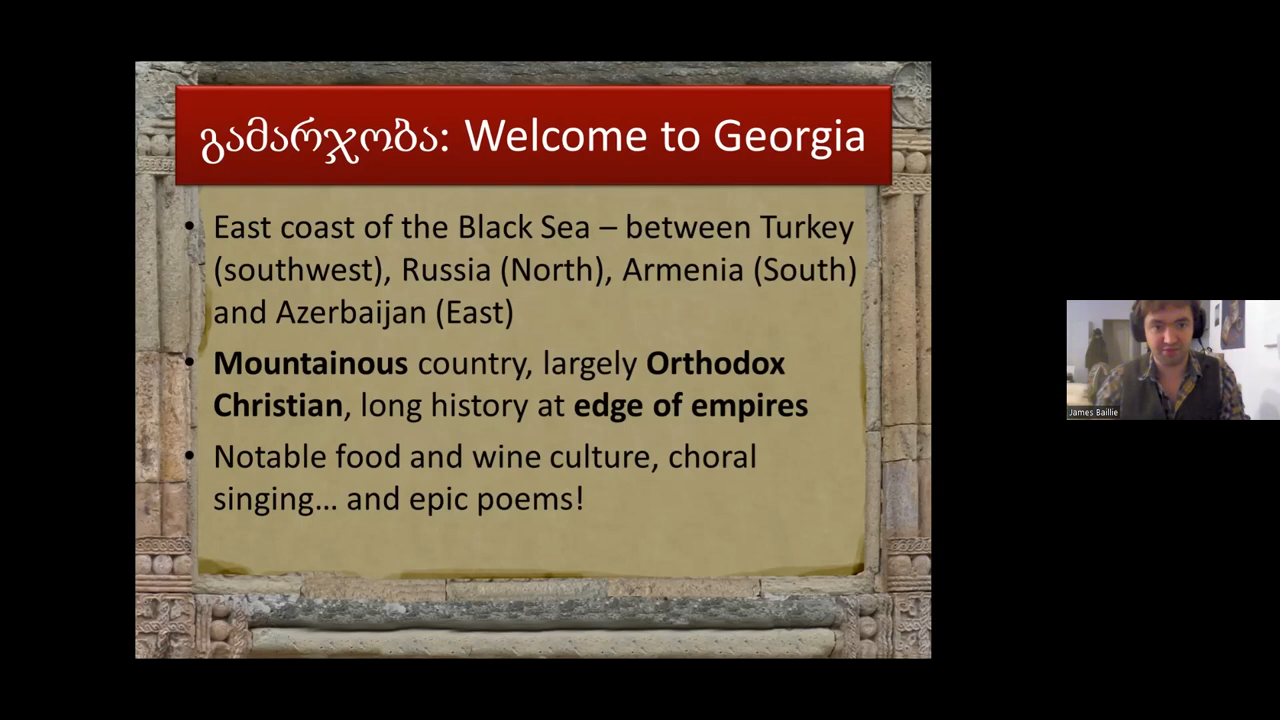 გამარჯობა: Welcome to Georgia
• East coast of the Black Sea – between Turkey
(southwest), Russia (North), Armenia (South)
and Azerbaijan (East)
• Mountainous country, largely Orthodox
Christian, long history at edge of empires
• Notable food and wine culture, choral
singing… and epic poems!
James Baillie